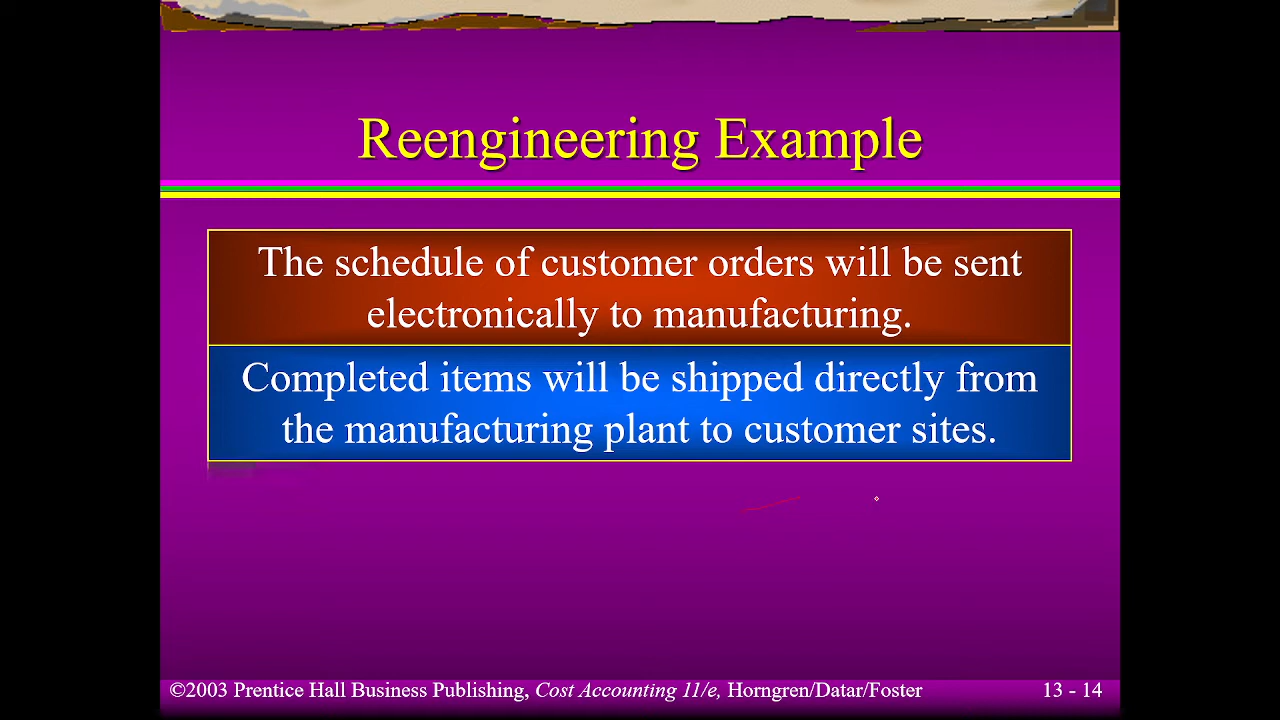 Reengineering Example
The schedule of customer orders will be sent
electronically to manufacturing.
Completed items will be shipped directly from
the manufacturing plant to customer sites.
©2003 Prentice Hall Business Publishing, Cost Accounting 11/e, Horngren/Datar/Foster
13 - 14